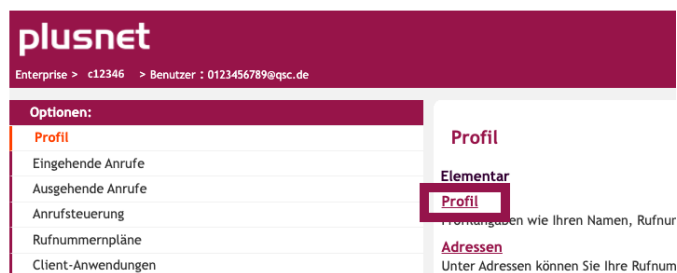 plusnet
Enterprise > c12346 > Benutzer : 0123456789@qsc.de
Optionen:
Profil
Eingehende Anrufe
Ausgehende Anrufe
Anrufsteuerung
Rufnummernpläne
Client-Anwendungen
Profil
Elementar
Profil
Profilangaben wie Ihren Namen, Rufnu
Adressen
Unter Adressen können Sie Ihre Rufnum